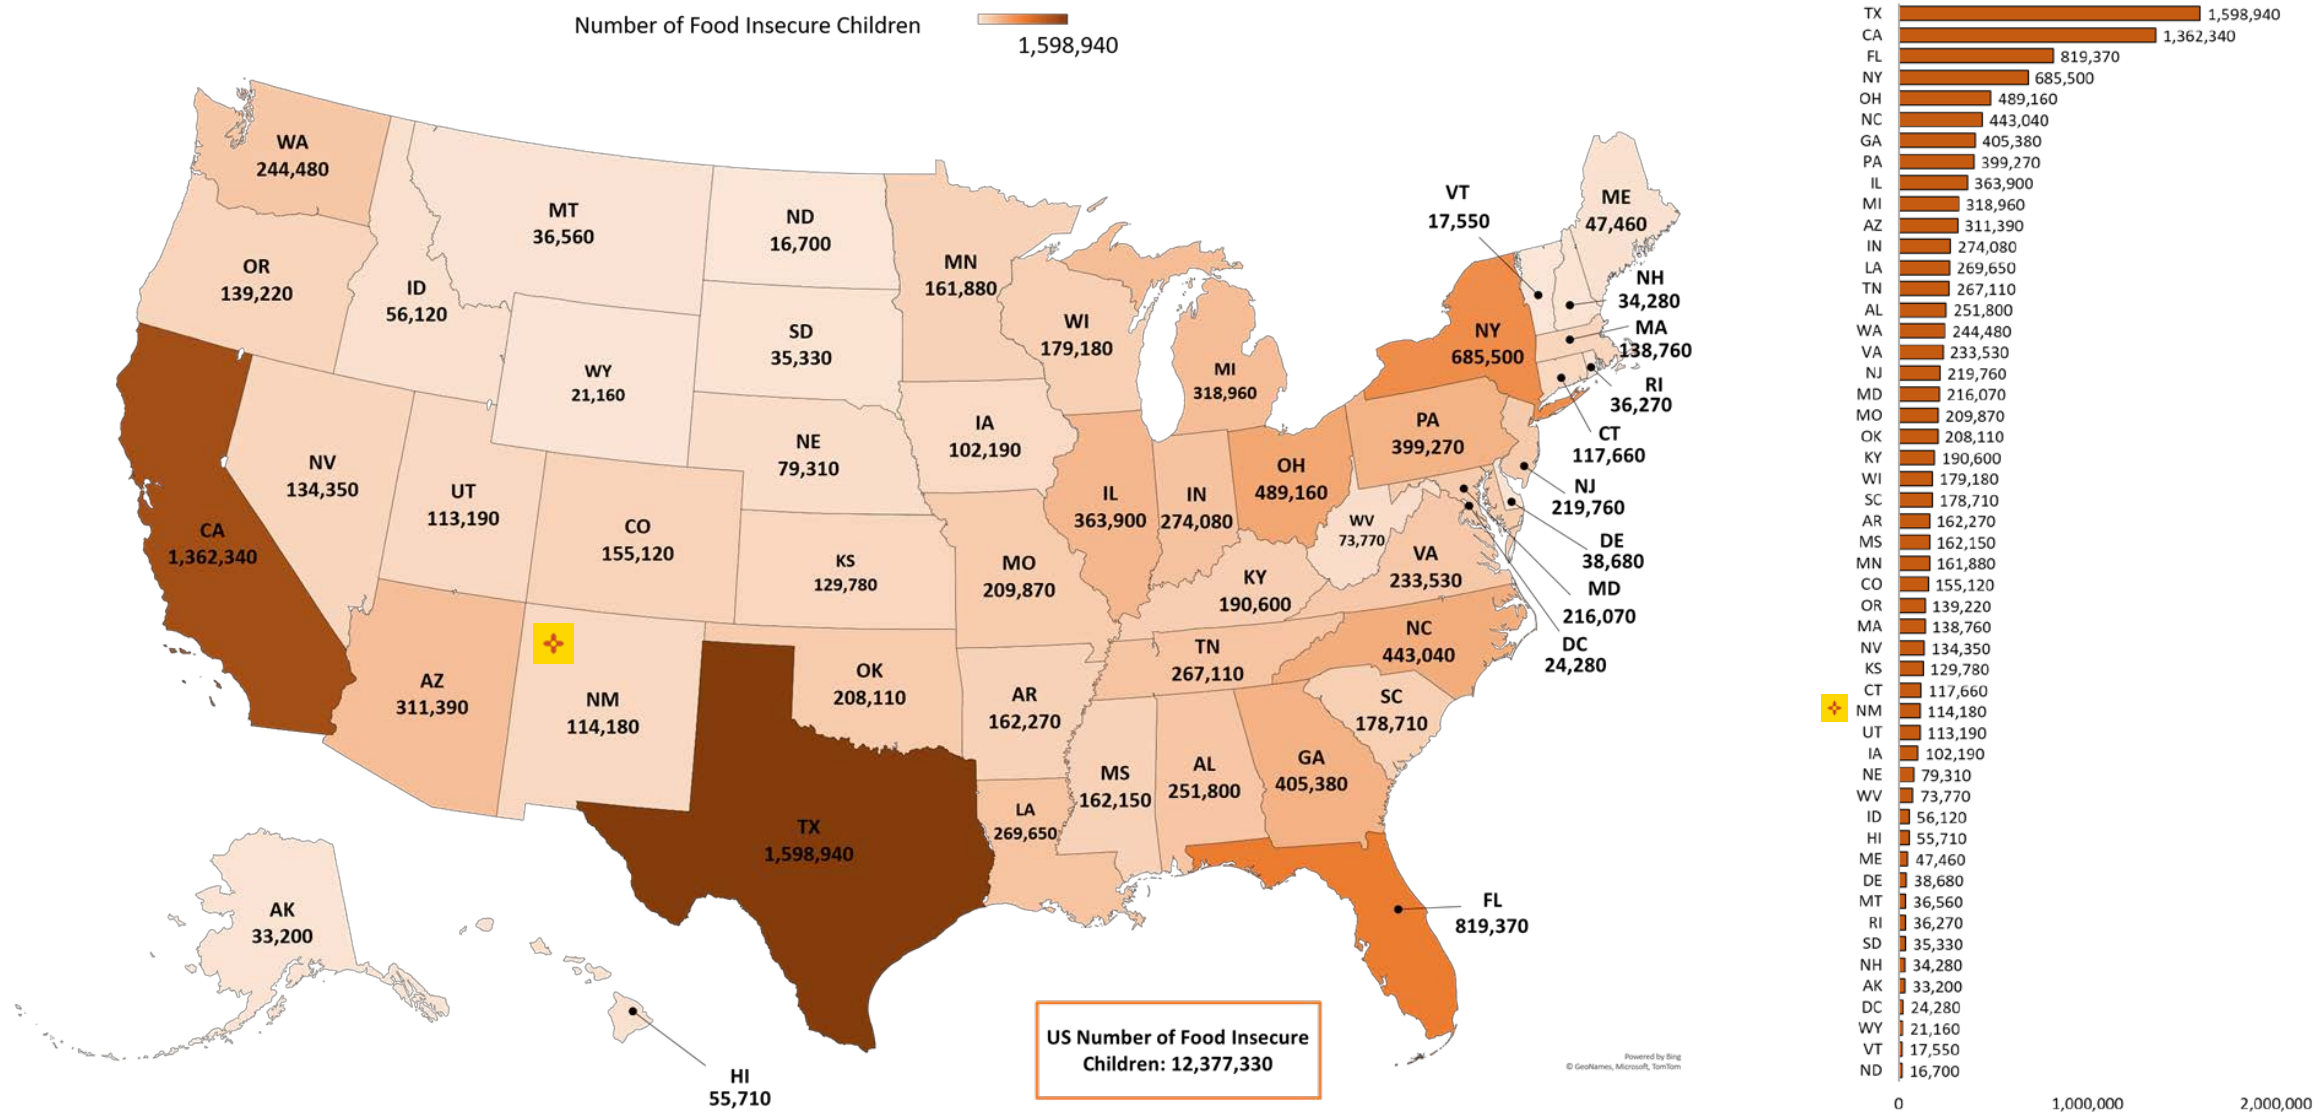 Number of Food Insecure Children
1,598,940
WA
244,480
OR
139,220
ID
56,120
MT
36,560
ND
16,700
MN
161,880
SD
35,330
WY
21,160
WI
179,180
MI
318,960
VT
17,550
ME
47,460
NH
34,280
MA
138,760
RI
36,270
CT
117,660
NY
685,500
PA
399,270
NJ
219,760
DE
38,680
MD
216,070
DC
24,280
NE
79,310
IA
102,190
NV
134,350
UT
113,190
CO
155,120
CA
1,362,340
KS
129,780
MO
209,870
IL
363,900
IN
274,080
OH
489,160
WV
73,770
VA
233,530
KY
190,600
NC
443,040
TN
267,110
SC
178,710
AZ
311,390
NM
114,180
OK
208,110
AR
162,270
MS
162,150
AL
251,800
GA
405,380
LA
269,650
TX
1,598,940
FL
819,370
AK
33,200
HI
55,710
US Number of Food Insecure
Children: 12,377,330
Powered by Bing
© GeoNames, Microsoft, TomTom
TX 1,598,940
CA 1,362,340
FL 819,370
NY 685,500
OH 489,160
NC 443,040
GA 405,380
PA 399,270
IL 363,900
MI 318,960
AZ 311,390
IN 274,080
LA 269,650
TN 267,110
AL 251,800
WA 244,480
VA 233,530
NJ 219,760
MD 216,070
MO 209,870
OK 208,110
KY 190,600
WI 179,180
SC 178,710
AR 162,270
MS 162,150
MN 161,880
CO 155,120
OR 139,220
MA 138,760
NV 134,350
KS 129,780
CT 117,660
NM 114,180
UT 113,190
IA 102,190
NE 79,310
WV 73,770
ID 56,120
HI 55,710
ME 47,460
DE 38,680
MT 36,560
RI 36,270
SD 35,330
NH 34,280
AK 33,200
DC 24,280
WY 21,160
VT 17,550
ND 16,700
0 1,000,000 2,000,000